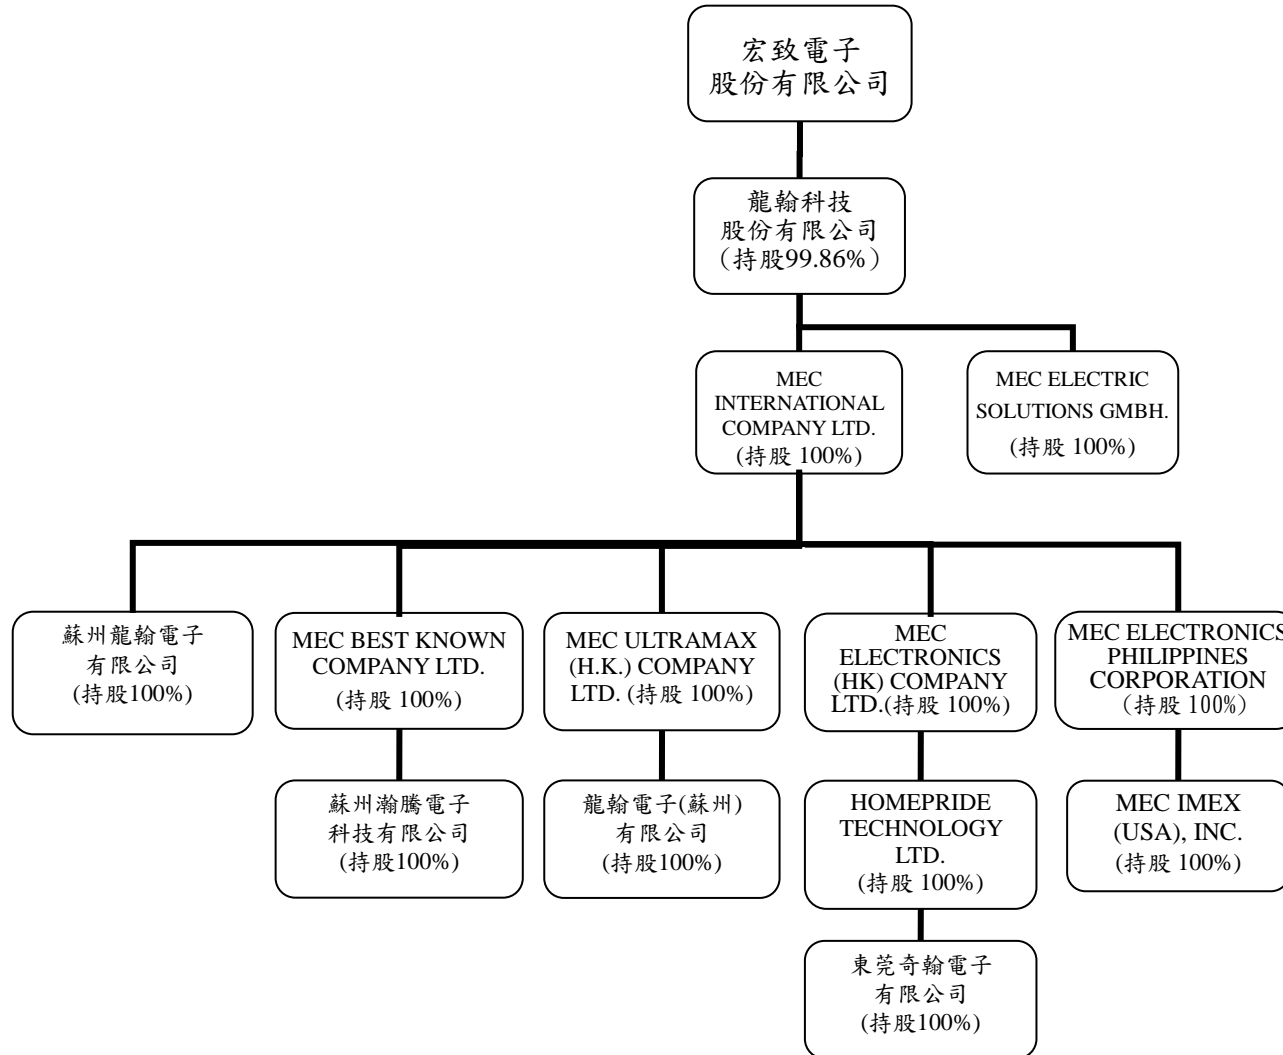 宏致電子
股份有限公司
龍翰科技
股份有限公司
(持股99.86%)
MEC
INTERNATIONAL
COMPANY LTD.
(持股 100%)
MEC ELECTRIC
SOLUTIONS GMBH.
(持股 100%)
蘇州龍翰電子
有限公司
(持股100%)
MEC BEST KNOWN
COMPANY LTD.
(持股 100%)
MEC ULTRAMAX
(H.K.) COMPANY
LTD. (持股 100%)
MEC
ELECTRONICS
(HK) COMPANY
LTD.(持股 100%)
MEC ELECTRONICS
PHILIPPINES
CORPORATION
(持股 100%)
蘇州瀚騰電子
科技有限公司
(持股100%)
龍翰電子(蘇州)
有限公司
(持股100%)
HOMEPRIDE
TECHNOLOGY
LTD.
(持股 100%)
MEC IMEX
(USA), INC.
(持股 100%)
東莞奇翰電子
有限公司
(持股100%)